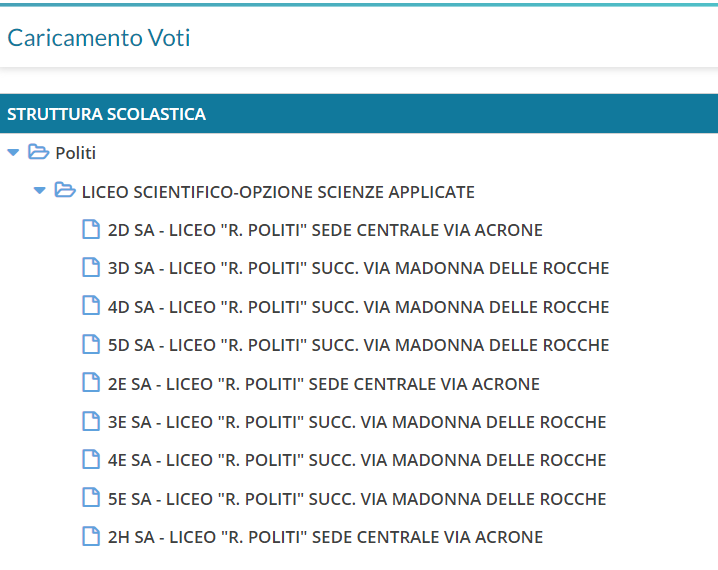 Caricamento Voti
STRUTTURA SCOLASTICA
Politi
LICEO SCIENTIFICO-OPZIONE SCIENZE APPLICATE
2D SA - LICEO "R. POLITI" SEDE CENTRALE VIA ACRONE
3D SA - LICEO "R. POLITI" SUCC. VIA MADONNA DELLE ROCCHE
4D SA - LICEO "R. POLITI" SUCC. VIA MADONNA DELLE ROCCHE
5D SA - LICEO "R. POLITI" SUCC. VIA MADONNA DELLE ROCCHE
2E SA - LICEO "R. POLITI" SEDE CENTRALE VIA ACRONE
3E SA - LICEO "R. POLITI" SUCC. VIA MADONNA DELLE ROCCHE
4E SA - LICEO "R. POLITI" SUCC. VIA MADONNA DELLE ROCCHE
5E SA - LICEO "R. POLITI" SUCC. VIA MADONNA DELLE ROCCHE
2H SA - LICEO "R. POLITI" SEDE CENTRALE VIA ACRONE